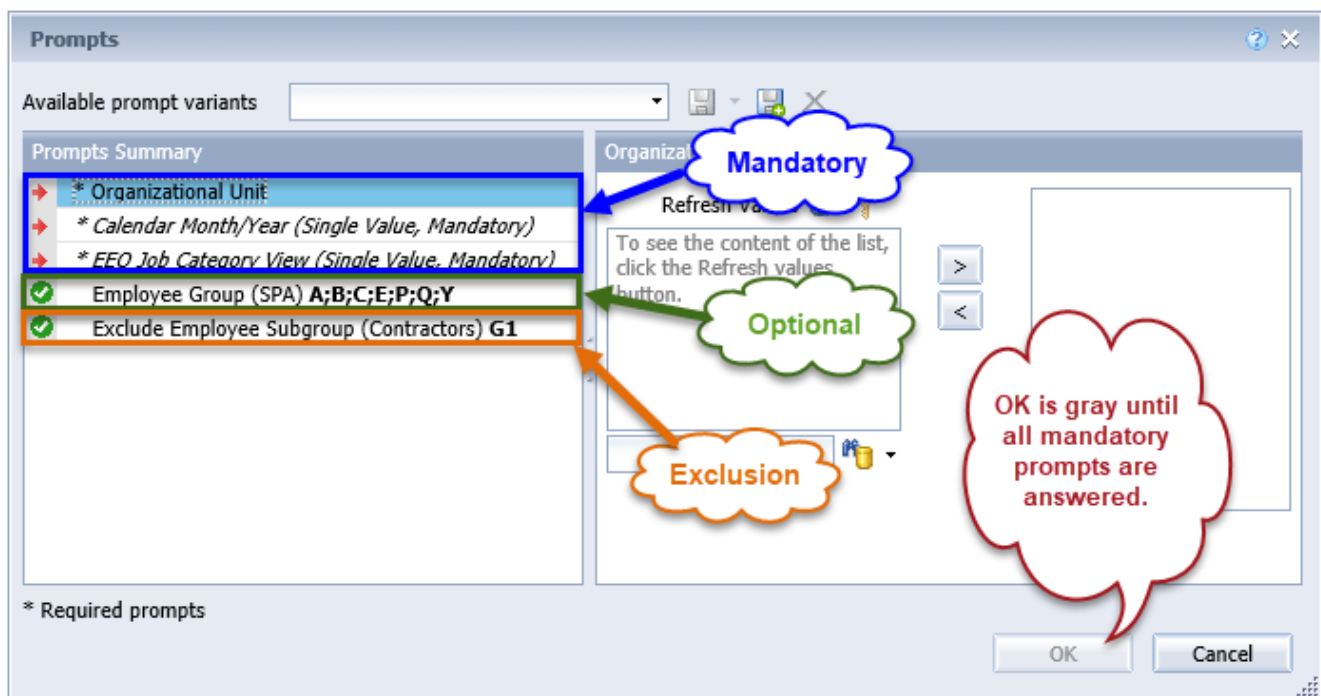 Prompts
Available prompt variants
Prompts Summary
* Organizational Unit
* Calendar Month/Year (Single Value, Mandatory)
* EEO Job Category View (Single Value, Mandatory)
Employee Group (SPA) A;B;C;E;P;Q;Y
Exclude Employee Subgroup (Contractors) G1
Mandatory
Refresh
To see the content of the list,
click the Refresh values
button.
>
<
Optional
Exclusion
OK is gray until
all mandatory
prompts are
answered.
* Required prompts
OK
Cancel